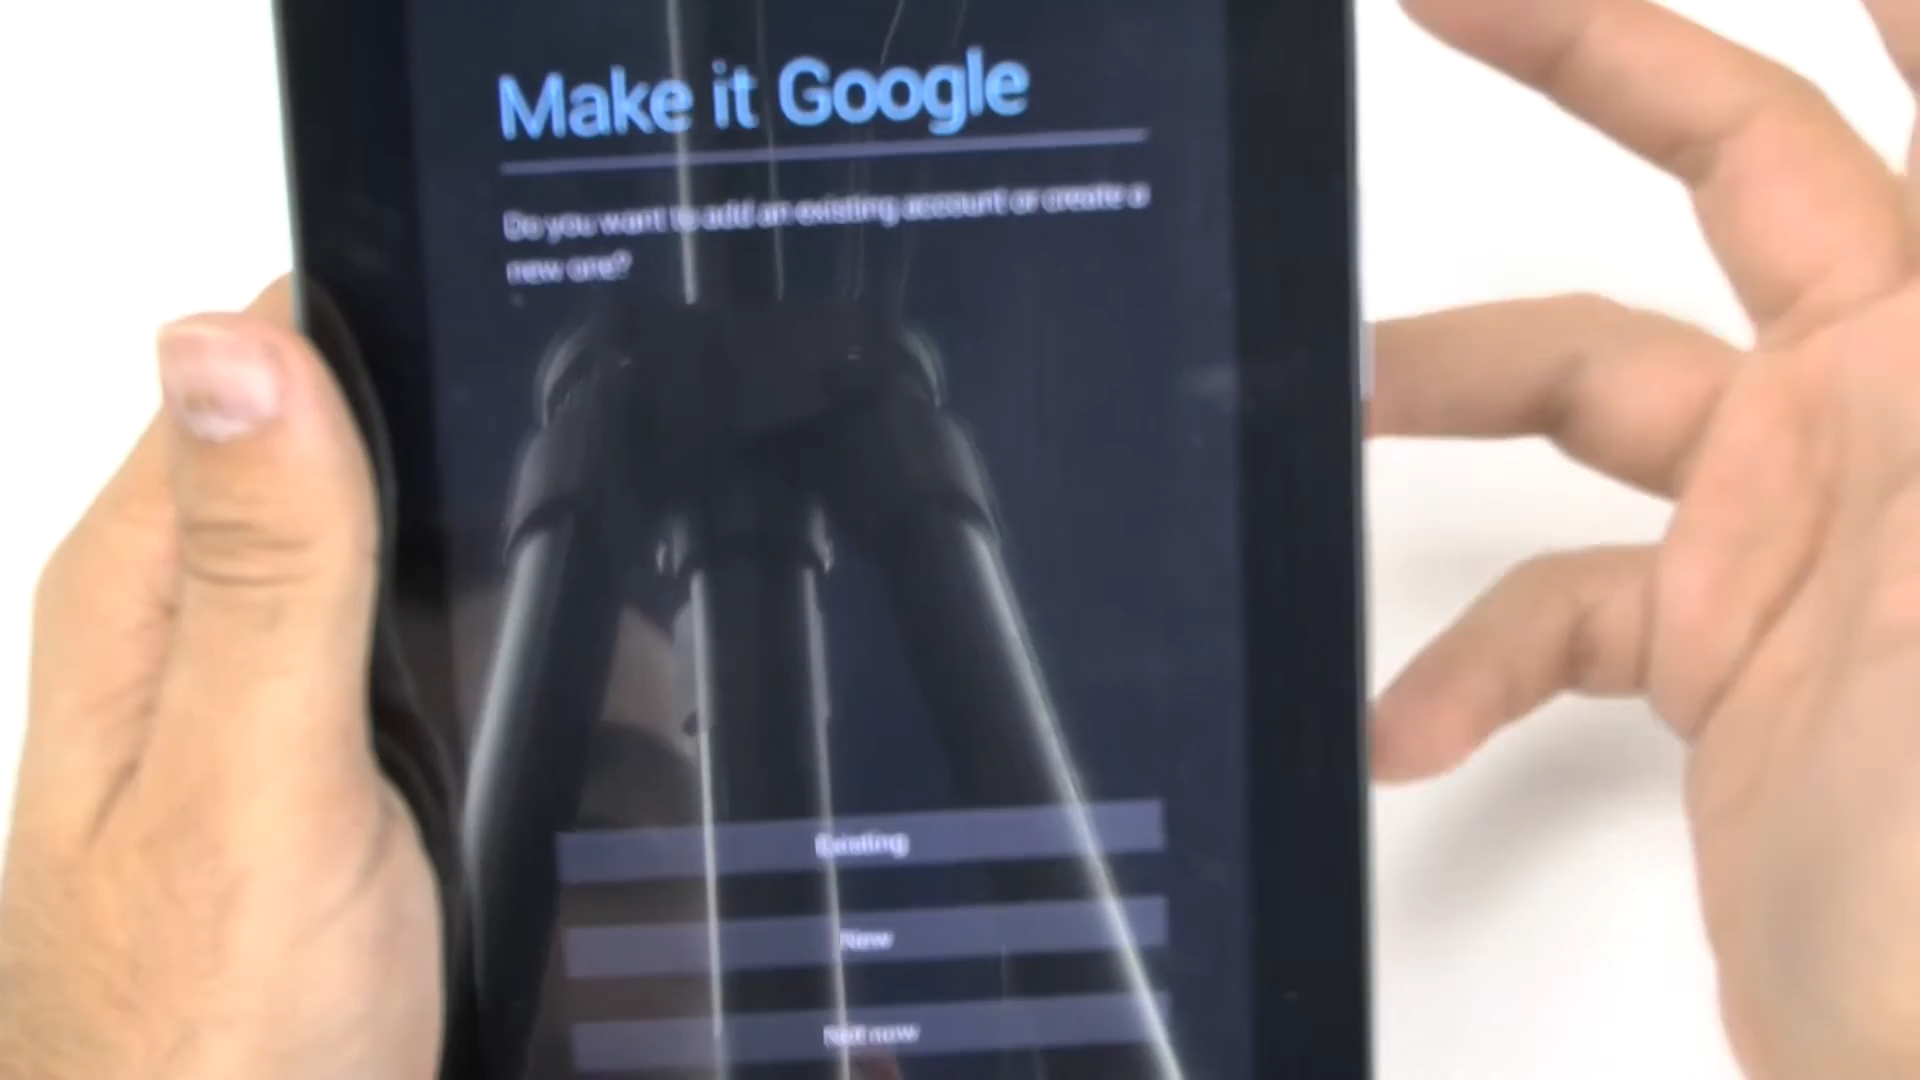 Make it Google
Do you want to add an existing account or create a
new one?
Existing
New
Not now